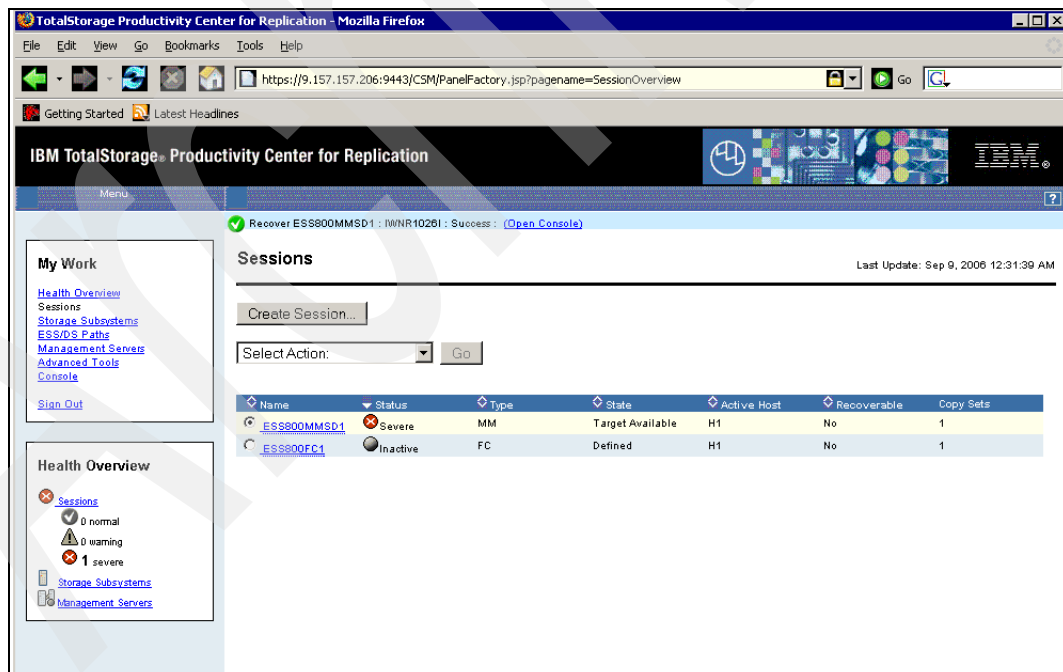 TotalStorage Productivity Center for Replication - Mozilla Firefox
File Edit View Go Bookmarks Tools Help
https://9.157.157.206:9443/CSM/PanelFactory.jsp?pagename=SessionOverview Go G
Getting Started Latest Headlines
IBM TotalStorage® Productivity Center for Replication IBM®
Menu ?
Recover ESS800MMSD1 : IWNR1026I : Success : (Open Console)
My Work
Health Overview
Sessions
Storage Subsystems
ESS/DS Paths
Management Servers
Advanced Tools
Console
Sign Out
Health Overview
Sessions
0 normal
0 warning
1 severe
Storage Subsystems
Management Servers
Sessions
Last Update: Sep 9, 2006 12:31:39 AM
Create Session...
Select Action: Go
Name Status Type State Active Host Recoverable Copy Sets
ESS800MMSD1 Severe MM Target Available H1 No 1
ESS800FC1 Inactive FC Defined H1 No 1